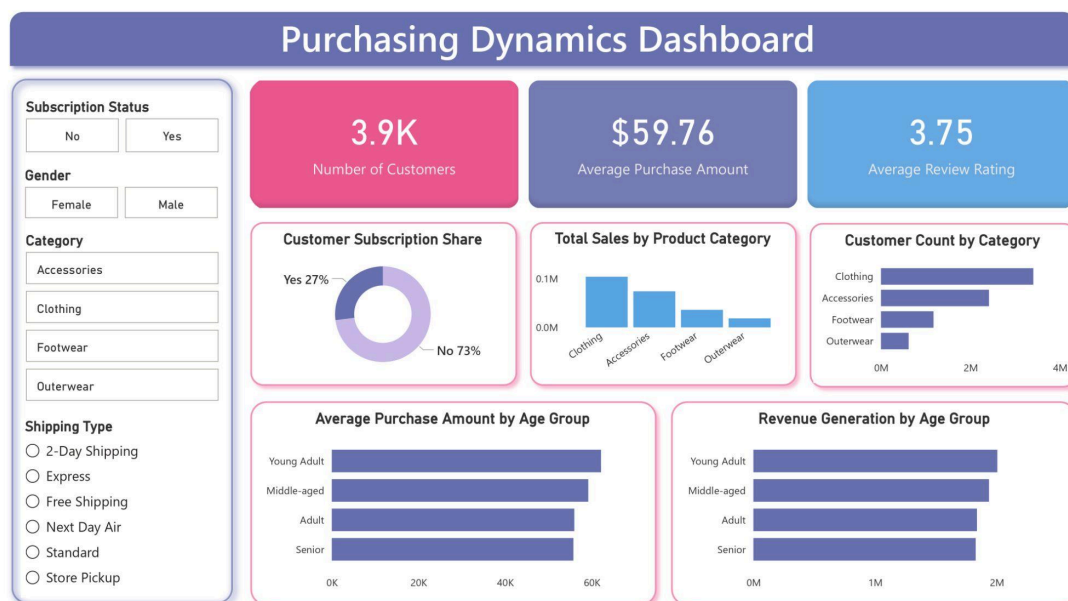 Purchasing Dynamics Dashboard
Subscription Status
No
Yes
Gender
Female
Male
Category
Accessories
Clothing
Footwear
Outerwear
Shipping Type
2-Day Shipping
Express
Free Shipping
Next Day Air
Standard
Store Pickup
3.9K
Number of Customers
$59.76
Average Purchase Amount
3.75
Average Review Rating
Customer Subscription Share
Yes 27%
No 73%
Total Sales by Product Category
0.1M
0.0M
Clothing
Accessories
Footwear
Outerwear
Customer Count by Category
Clothing
Accessories
Footwear
Outerwear
0M
2M
4M
Average Purchase Amount by Age Group
Young Adult
Middle-aged
Adult
Senior
0K
20K
40K
60K
Revenue Generation by Age Group
Young Adult
Middle-aged
Adult
Senior
0M
1M
2M